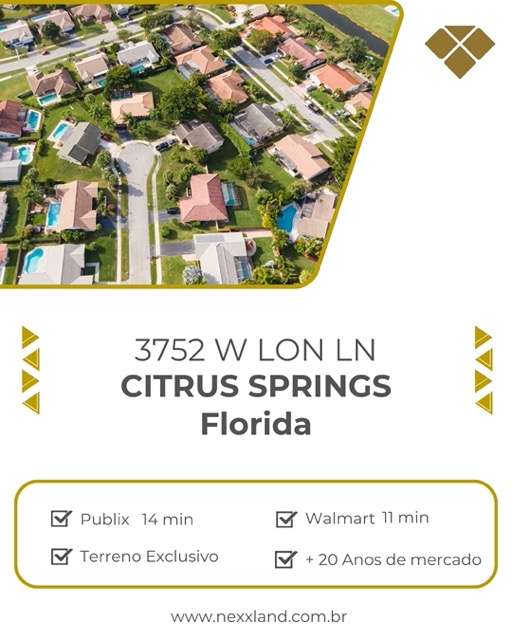 3752 W LON LN
CITRUS SPRINGS
Florida
Publix 14 min
Walmart 11 min
Terreno Exclusivo
+ 20 Anos de mercado
www.nexxland.com.br